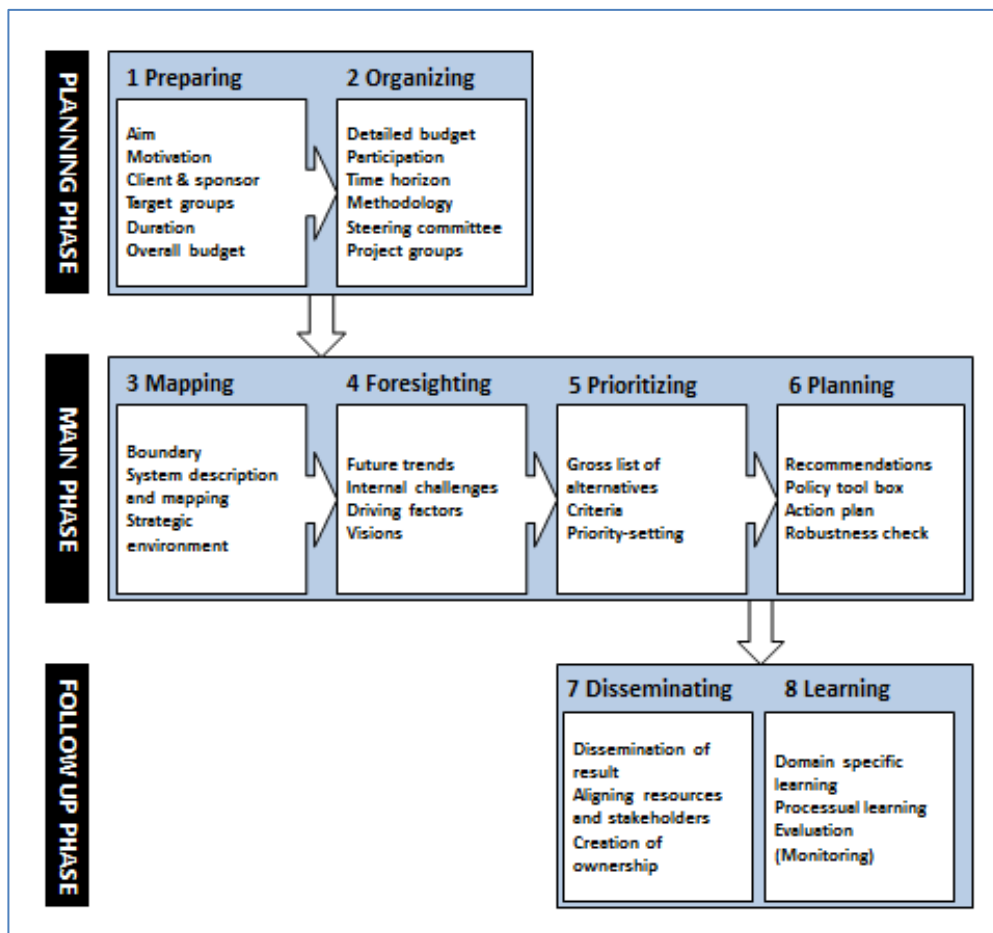 PLANNING PHASE
1 Preparing
Aim
Motivation
Client & sponsor
Target groups
Duration
Overall budget
2 Organizing
Detailed budget
Participation
Time horizon
Methodology
Steering committee
Project groups
MAIN PHASE
3 Mapping
Boundary
System description
and mapping
Strategic
environment
4 Foresighting
Future trends
Internal challenges
Driving factors
Visions
5 Prioritizing
Gross list of
alternatives
Criteria
Priority-setting
6 Planning
Recommendations
Policy tool box
Action plan
Robustness check
FOLLOW UP PHASE
7 Disseminating
Dissemination of
result
Aligning resources
and stakeholders
Creation of
ownership
8 Learning
Domain specific
learning
Processual learning
Evaluation
(Monitoring)